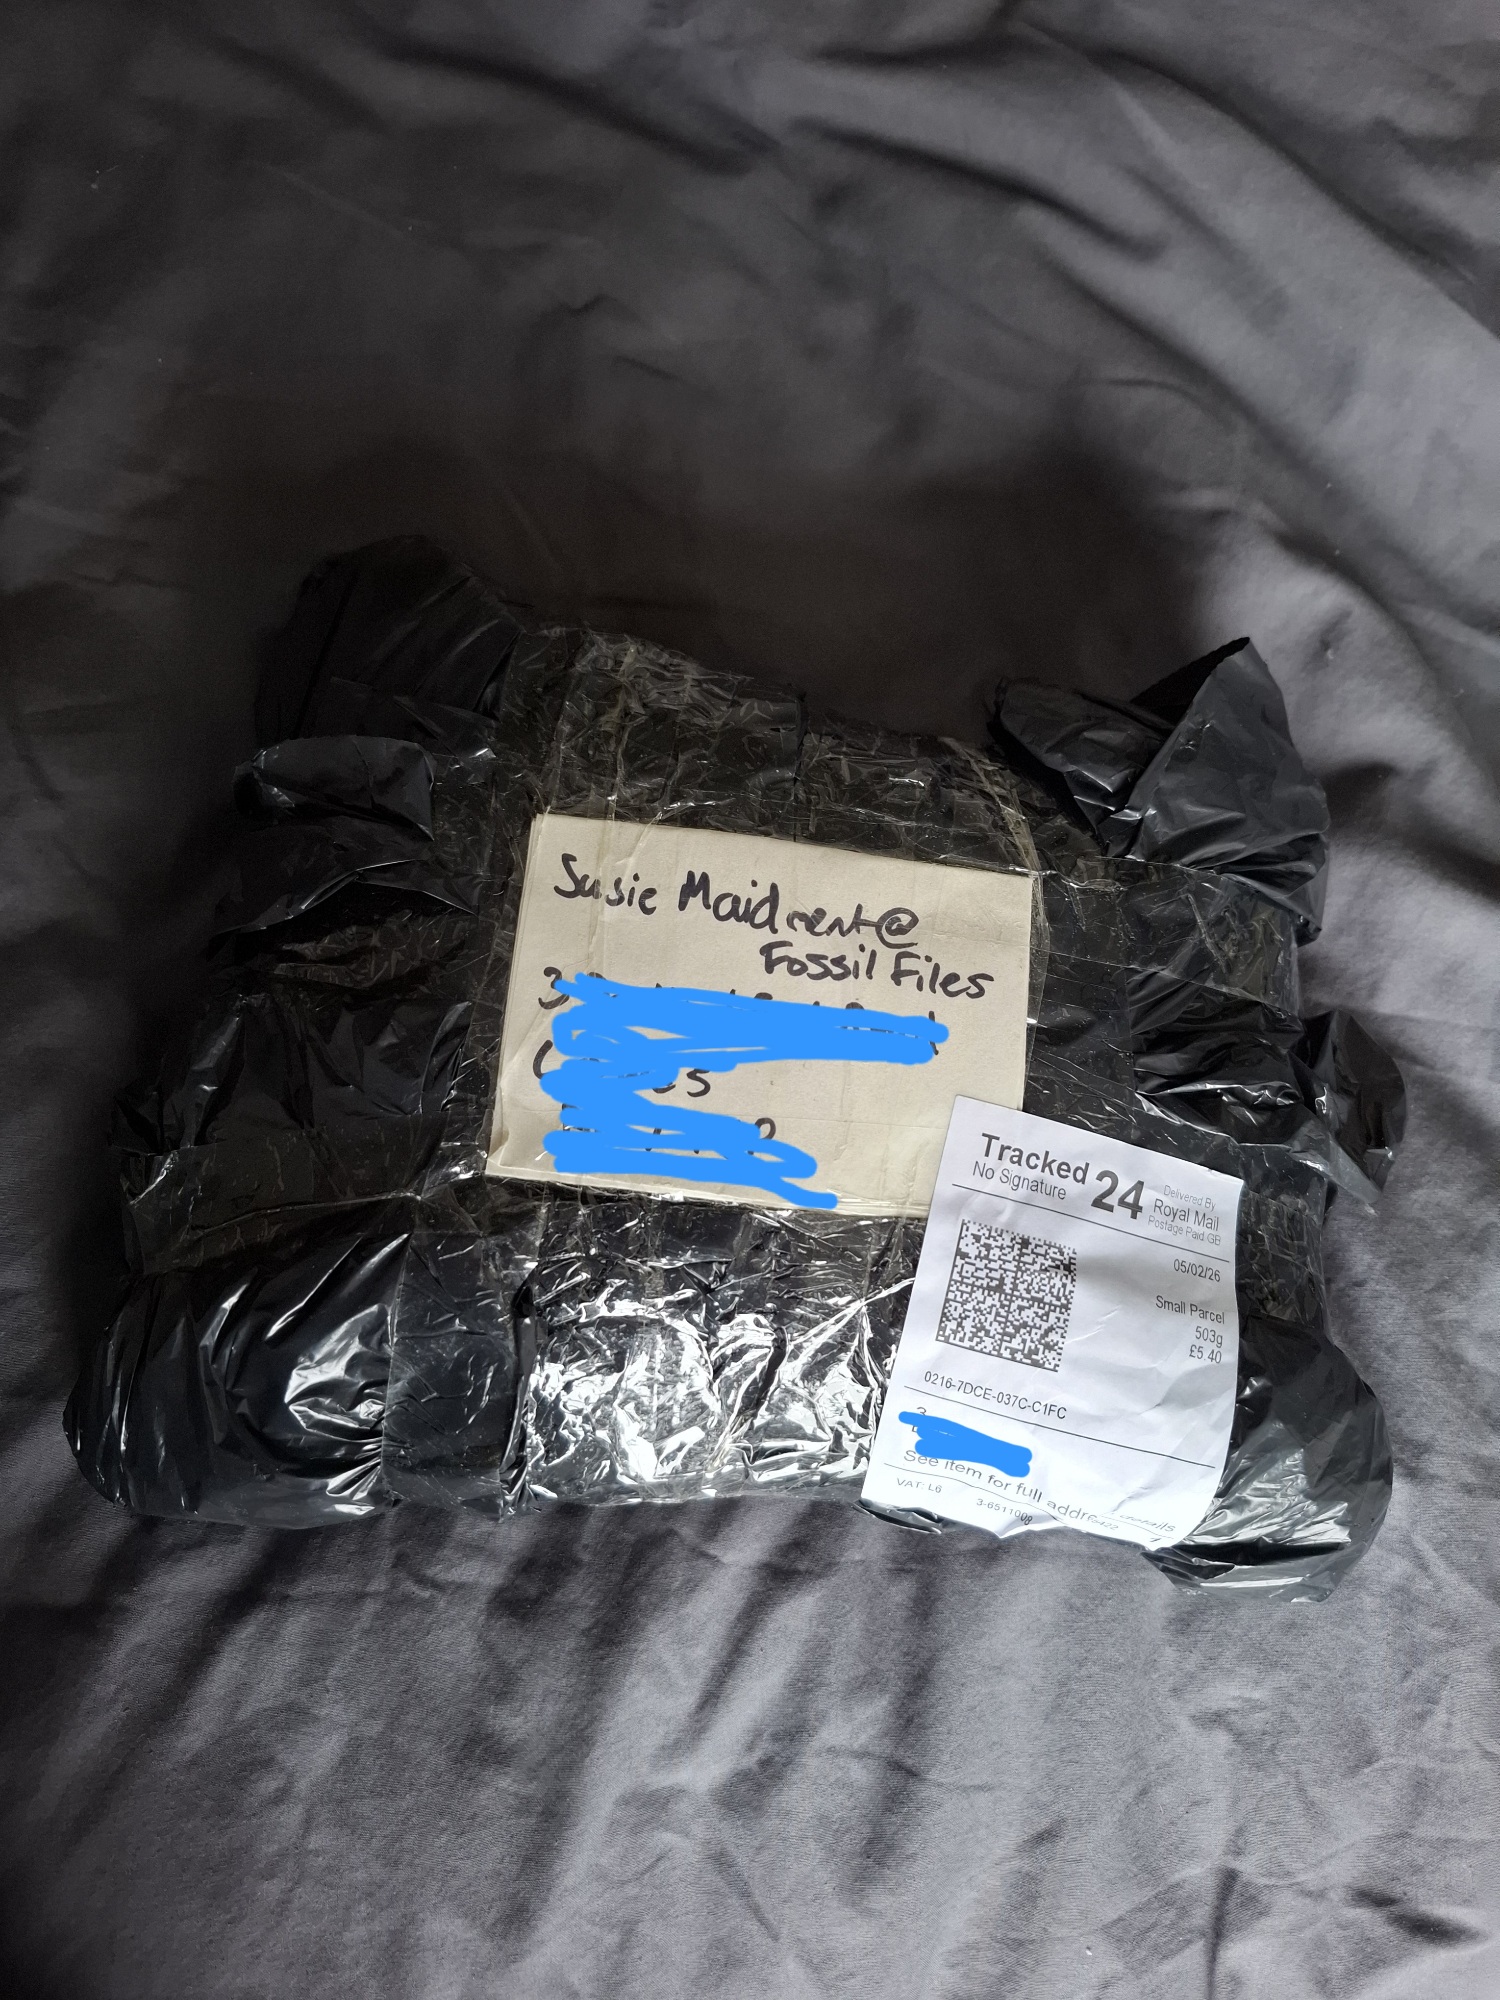 Susie Maidment@
Fossil Files
3
Tracked 24
No Signature
Delivered By
Royal Mail
Postage Paid GB
05/02/26
Small Parcel
503g
£5.40
0216-7DCE-037C-C1FC
See item for full address details
VAT: L6 3-6511008